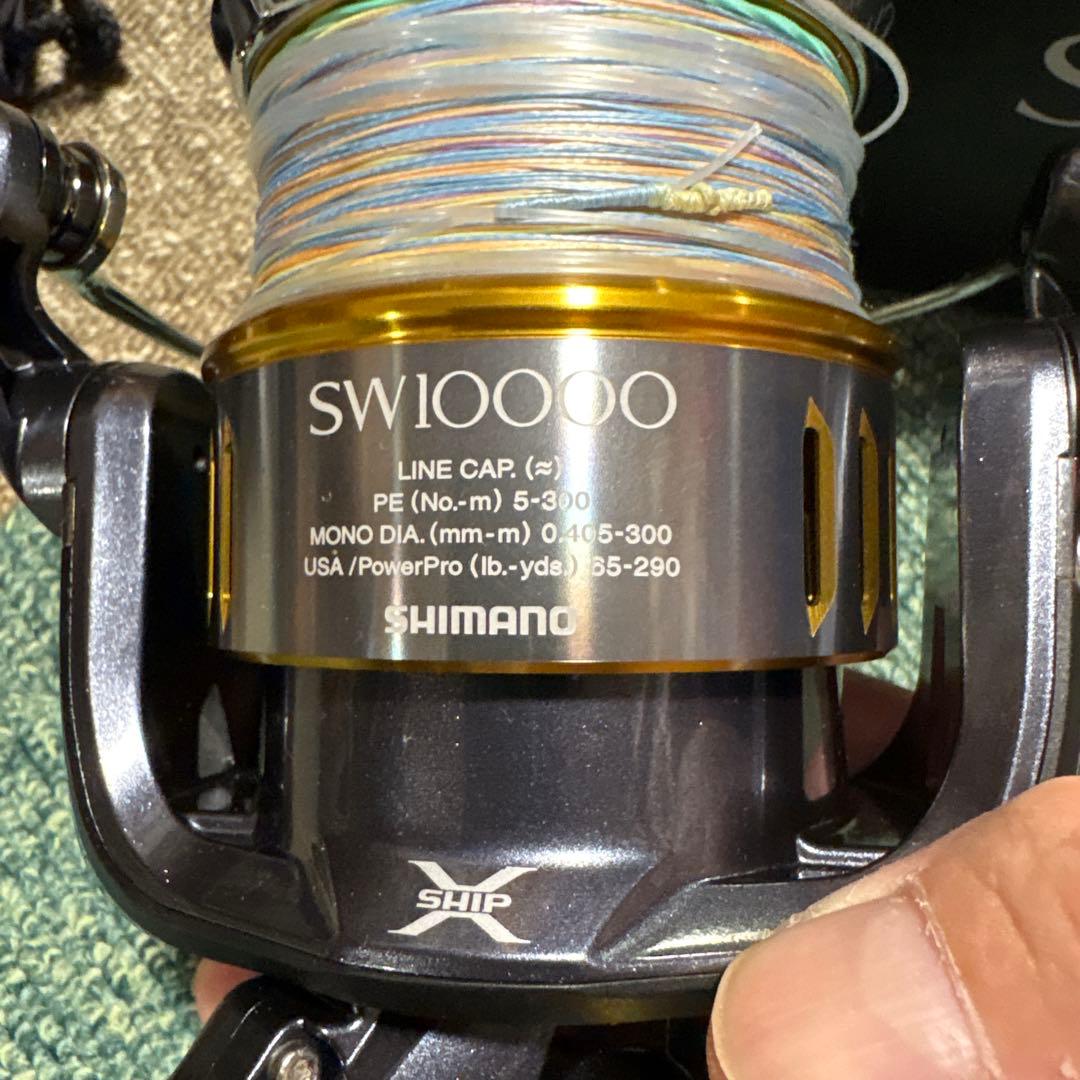 S
SW10000
LINE CAP. (≈)
PE (No.-m) 5-300
MONO DIA. (mm-m) 0.405-300
USA/PowerPro (lb.-yds.) 65-290
SHIMANO
X SHIP